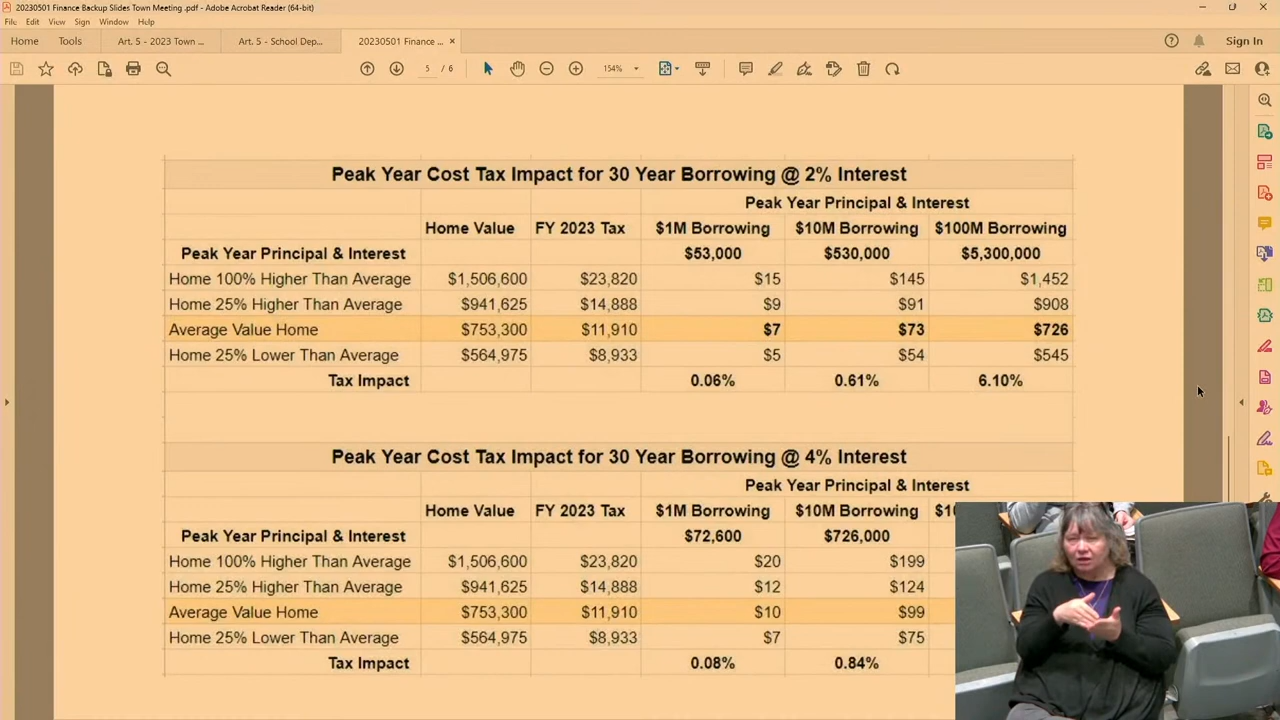 20230501 Finance Backup Slides Town Meeting .pdf - Adobe Acrobat Reader (64-bit)
File Edit View Sign Window Help
Home Tools Art. 5 - 2023 Town ... Art. 5 - School Dep... 20230501 Finance ... × Sign In
5 / 6 154%
Peak Year Cost Tax Impact for 30 Year Borrowing @ 2% Interest
Peak Year Principal & Interest
Home Value FY 2023 Tax $1M Borrowing $10M Borrowing $100M Borrowing
Peak Year Principal & Interest $53,000 $530,000 $5,300,000
Home 100% Higher Than Average $1,506,600 $23,820 $15 $145 $1,452
Home 25% Higher Than Average $941,625 $14,888 $9 $91 $908
Average Value Home $753,300 $11,910 $7 $73 $726
Home 25% Lower Than Average $564,975 $8,933 $5 $54 $545
Tax Impact 0.06% 0.61% 6.10%
Peak Year Cost Tax Impact for 30 Year Borrowing @ 4% Interest
Peak Year Principal & Interest
Home Value FY 2023 Tax $1M Borrowing $10M Borrowing
Peak Year Principal & Interest $72,600 $726,000
Home 100% Higher Than Average $1,506,600 $23,820 $20 $199
Home 25% Higher Than Average $941,625 $14,888 $12 $124
Average Value Home $753,300 $11,910 $10 $99
Home 25% Lower Than Average $564,975 $8,933 $7 $75
Tax Impact 0.08% 0.84%